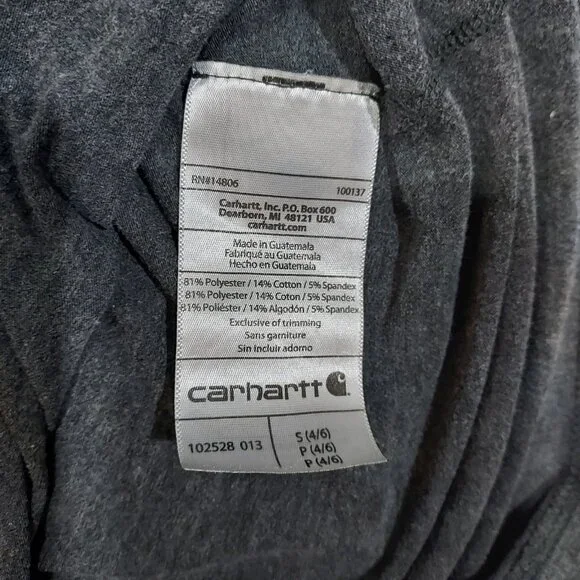 RN#14806 100137
Carhartt, Inc. P.O. Box 600
Dearborn, MI 48121 USA
carhartt.com
Made in Guatemala
Fabriqué au Guatemala
Hecho en Guatemala
81% Polyester / 14% Cotton / 5% Spandex
81% Polyester / 14% Coton / 5% Spandex
81% Poliéster / 14% Algodón / 5% Spandex
Exclusive of trimming
Sans garniture
Sin incluir adorno
carhartt
102528 013
S (4/6)
P (4/6)
P (4/6)